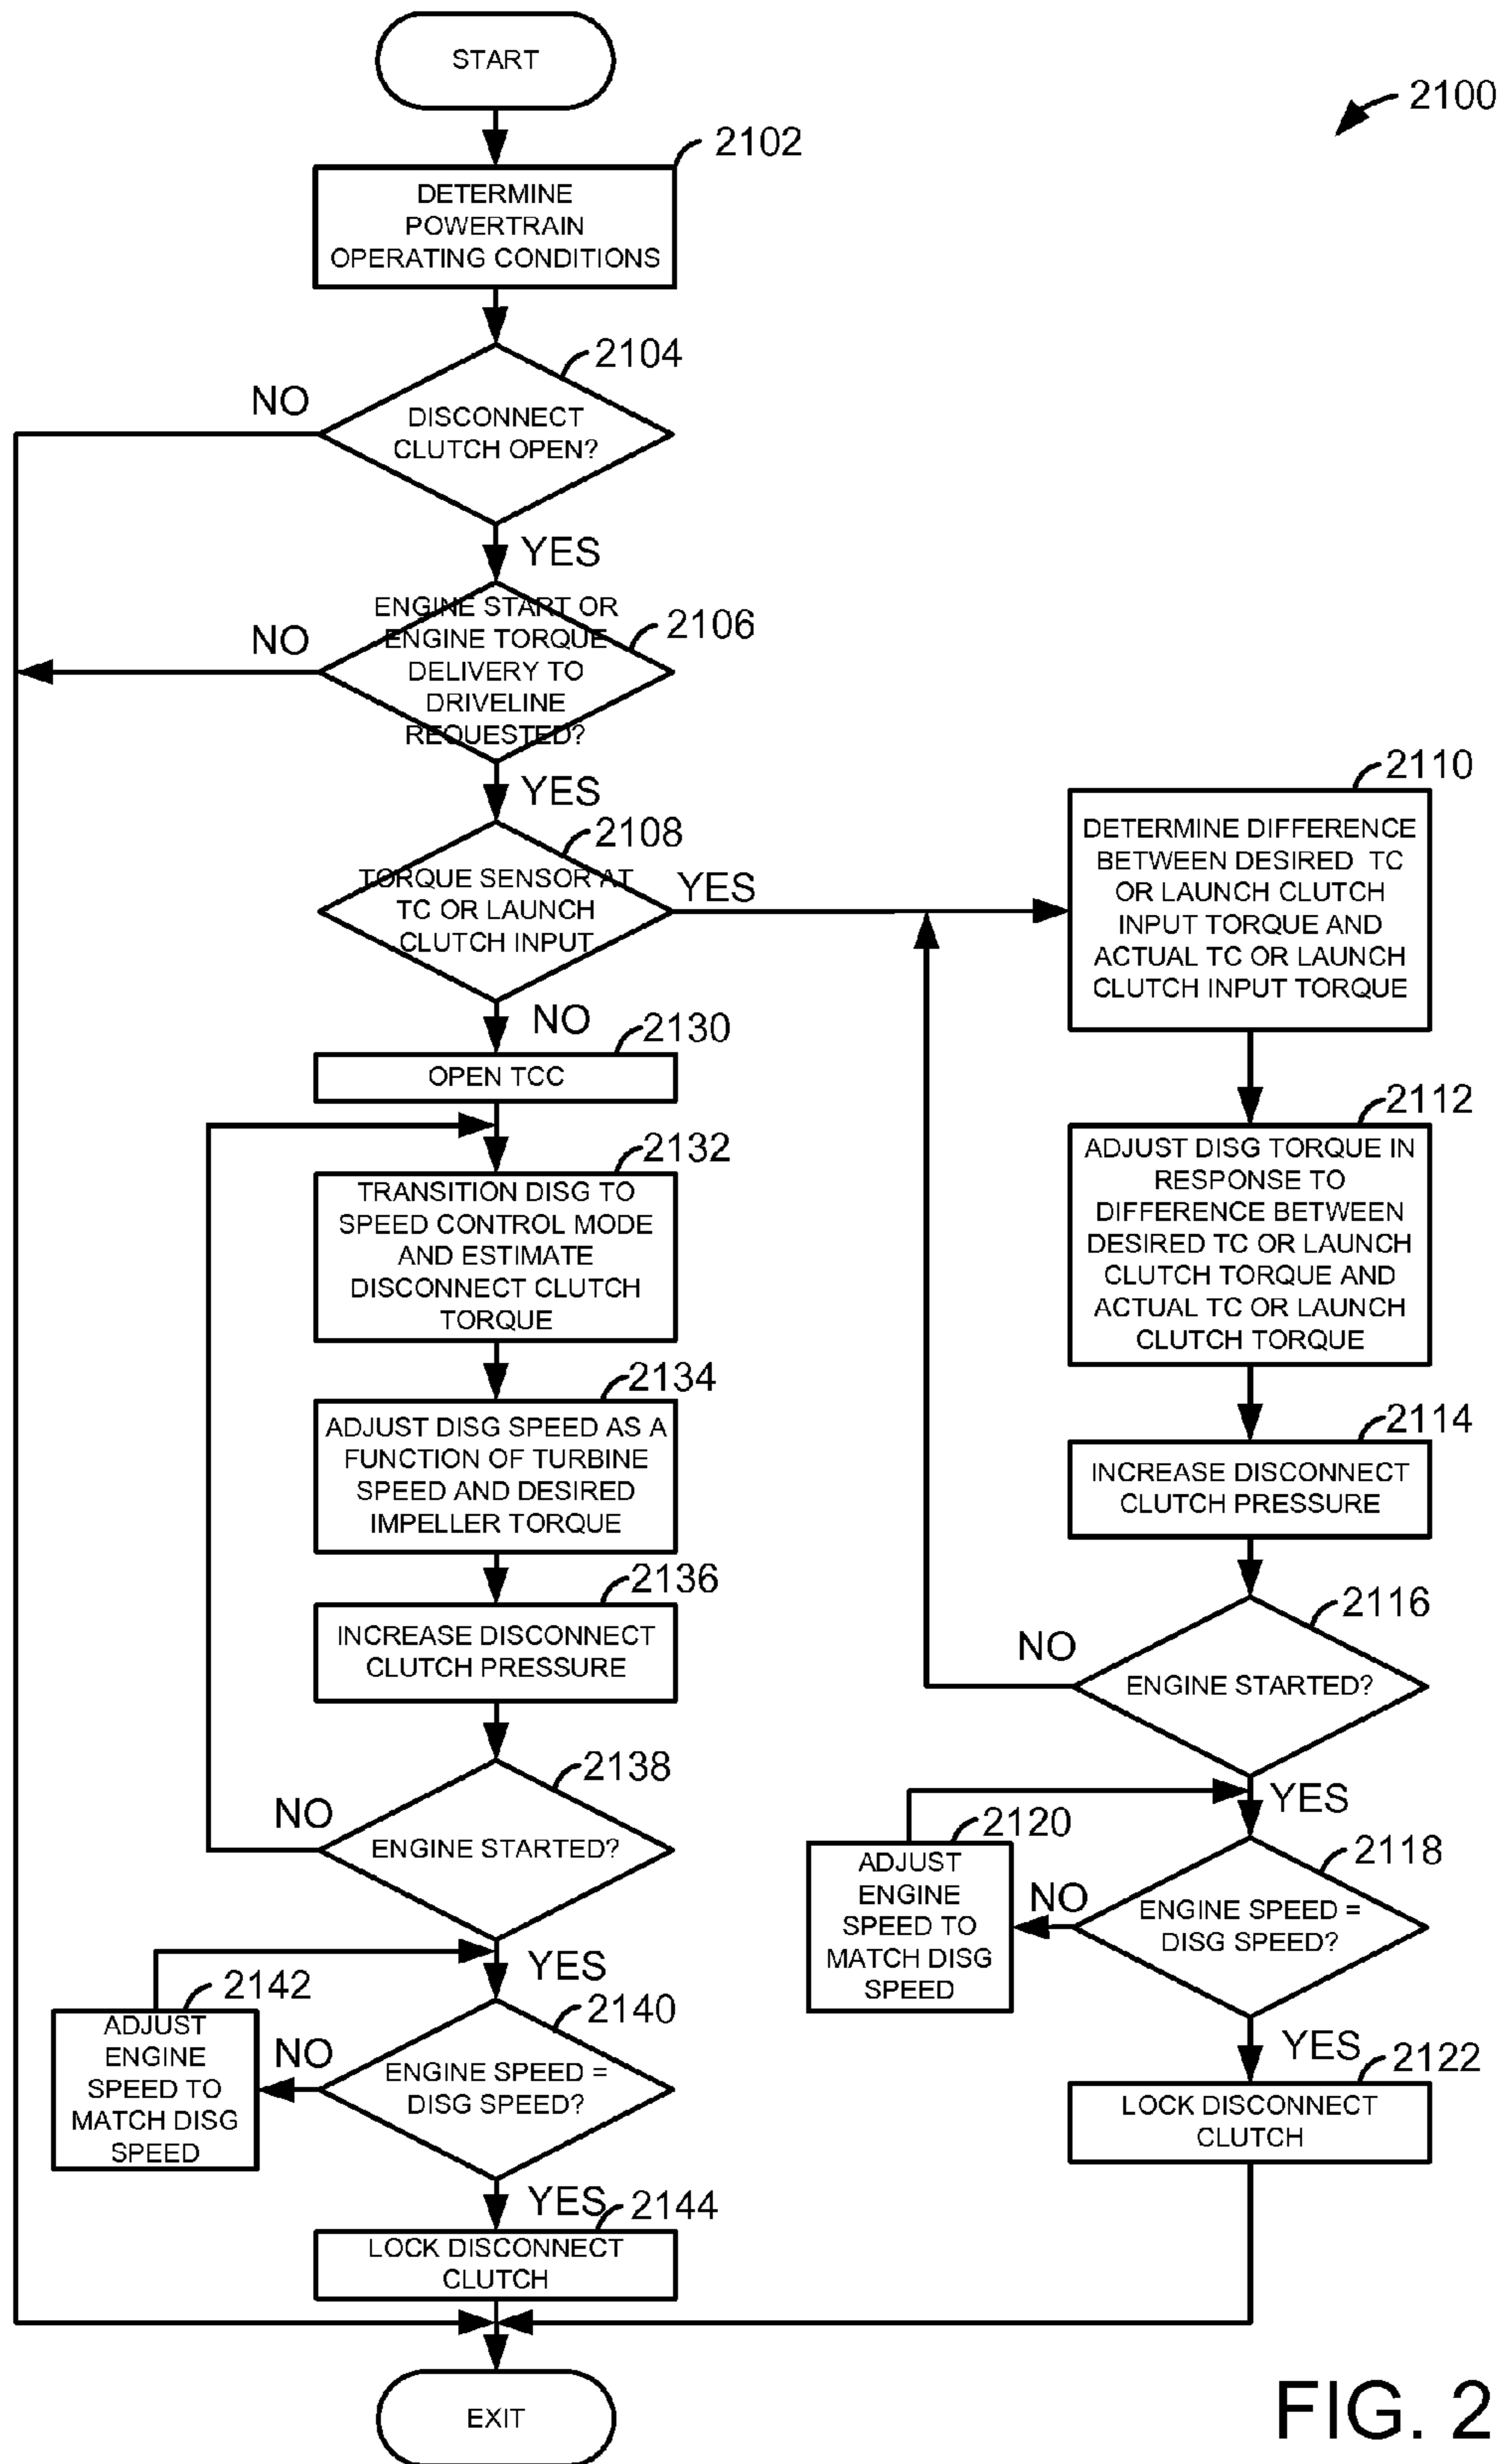 START
2100
2102
DETERMINE
POWERTRAIN
OPERATING CONDITIONS
2104
NO
DISCONNECT
CLUTCH OPEN?
YES
2106
NO
ENGINE START OR
ENGINE TORQUE
DELIVERY TO
DRIVELINE
REQUESTED?
YES
2108
TORQUE SENSOR AT
TC OR LAUNCH
CLUTCH INPUT
YES
NO
2110
DETERMINE DIFFERENCE
BETWEEN DESIRED TC
OR LAUNCH CLUTCH
INPUT TORQUE AND
ACTUAL TC OR LAUNCH
CLUTCH INPUT TORQUE
2112
ADJUST DISG TORQUE IN
RESPONSE TO
DIFFERENCE BETWEEN
DESIRED TC OR LAUNCH
CLUTCH TORQUE AND
ACTUAL TC OR LAUNCH
CLUTCH TORQUE
2114
INCREASE DISCONNECT
CLUTCH PRESSURE
2116
NO
ENGINE STARTED?
YES
2118
ENGINE SPEED =
DISG SPEED?
NO
2120
ADJUST
ENGINE
SPEED TO
MATCH DISG
SPEED
YES
2122
LOCK DISCONNECT
CLUTCH
2130
OPEN TCC
2132
TRANSITION DISG TO
SPEED CONTROL MODE
AND ESTIMATE
DISCONNECT CLUTCH
TORQUE
2134
ADJUST DISG SPEED AS A
FUNCTION OF TURBINE
SPEED AND DESIRED
IMPELLER TORQUE
2136
INCREASE DISCONNECT
CLUTCH PRESSURE
2138
NO
ENGINE STARTED?
YES
2140
ENGINE SPEED =
DISG SPEED?
NO
2142
ADJUST
ENGINE
SPEED TO
MATCH DISG
SPEED
YES
2144
LOCK DISCONNECT
CLUTCH
EXIT
FIG. 2